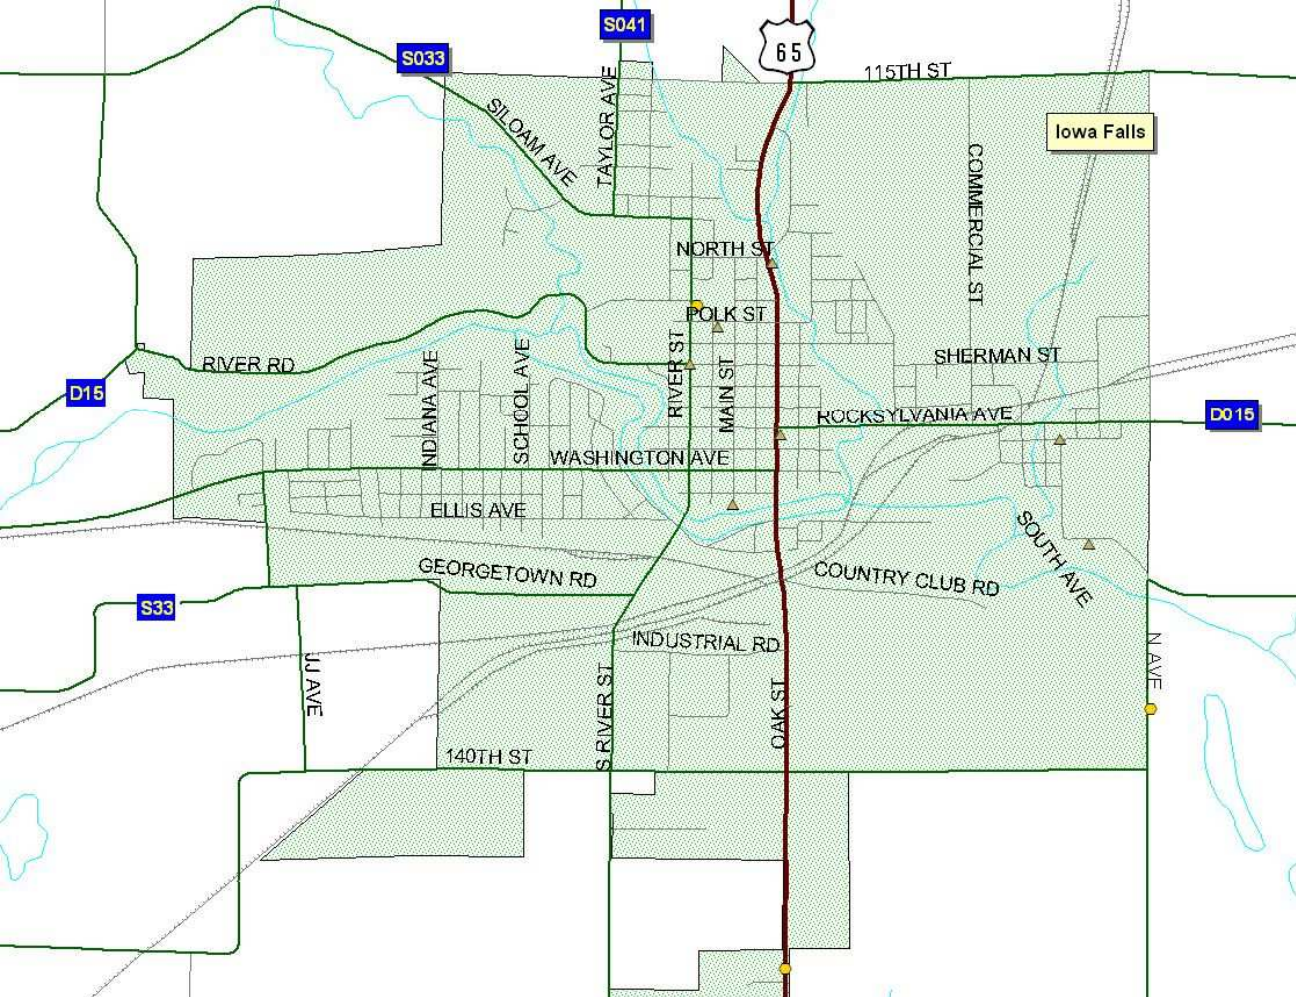 S041
S033
65
115TH ST
SILOAM AVE
TAYLOR AVE
Iowa Falls
COMMERCIAL ST
NORTH ST
POLK ST
RIVER RD
INDIANA AVE
SCHOOL AVE
RIVER ST
MAIN ST
SHERMAN ST
D15
ROCKSYLVANIA AVE
D015
WASHINGTON AVE
ELLIS AVE
SOUTH AVE
GEORGETOWN RD
COUNTRY CLUB RD
S33
INDUSTRIAL RD
JJ AVE
N AVE
S RIVER ST
OAK ST
140TH ST